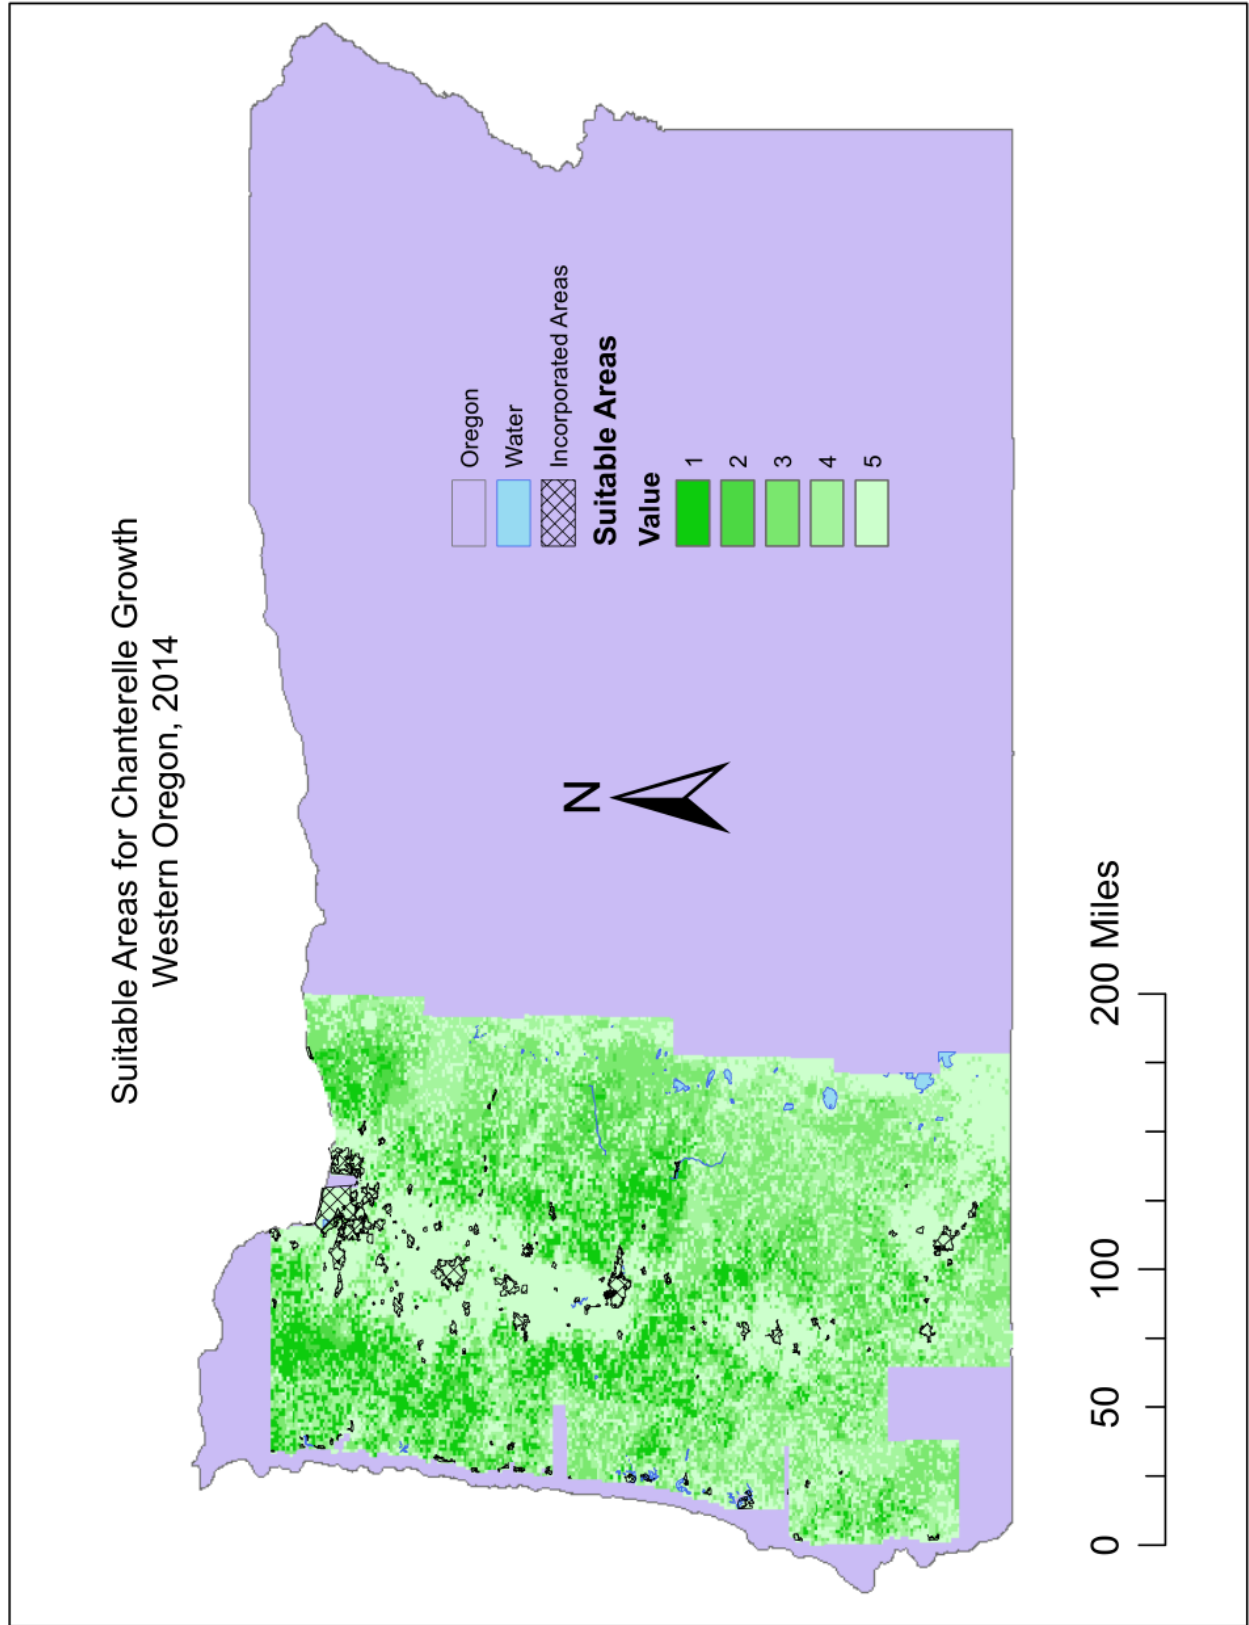 Suitable Areas for Chanterelle Growth
Western Oregon, 2014
Oregon
Water
Incorporated Areas
Suitable Areas
Value
1
2
3
4
5
N
0 50 100 200 Miles